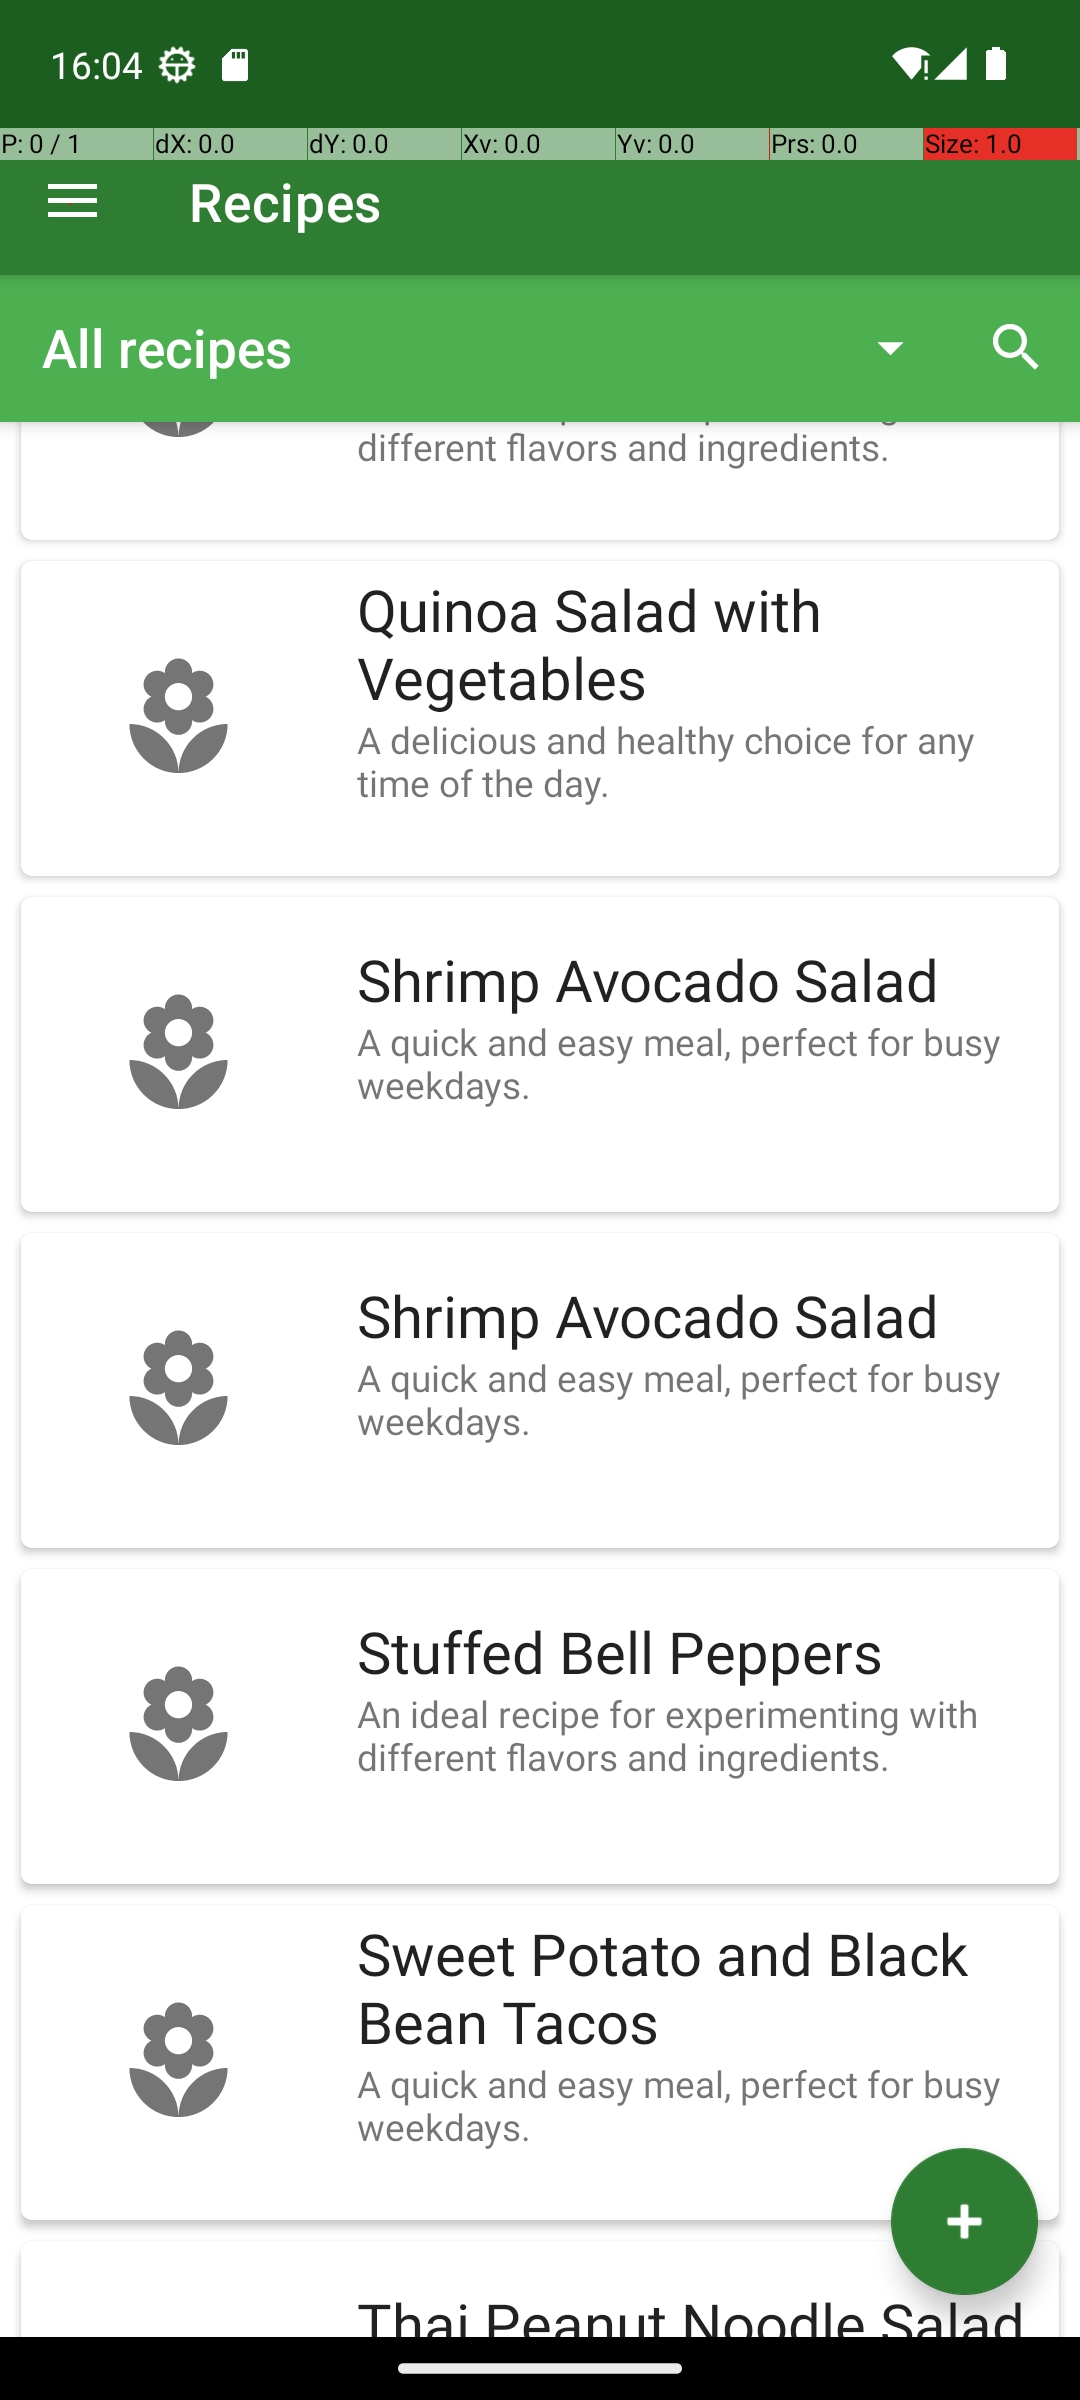 16:04
P: 0 / 1 dX: 0.0 dY: 0.0 Xv: 0.0 Yv: 0.0 Prs: 0.0 Size: 1.0
Recipes
All recipes
different flavors and ingredients.
Quinoa Salad with
Vegetables
A delicious and healthy choice for any
time of the day.
Shrimp Avocado Salad
A quick and easy meal, perfect for busy
weekdays.
Shrimp Avocado Salad
A quick and easy meal, perfect for busy
weekdays.
Stuffed Bell Peppers
An ideal recipe for experimenting with
different flavors and ingredients.
Sweet Potato and Black
Bean Tacos
A quick and easy meal, perfect for busy
weekdays.
Thai Peanut Noodle Salad